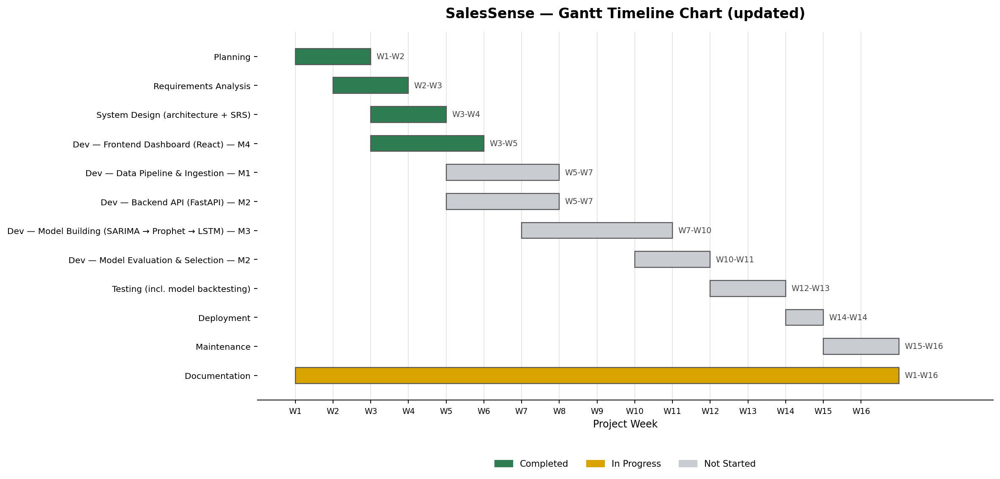 SalesSense — Gantt Timeline Chart (updated)
Planning W1-W2
Requirements Analysis W2-W3
System Design (architecture + SRS) W3-W4
Dev — Frontend Dashboard (React) — M4 W3-W5
Dev — Data Pipeline & Ingestion — M1 W5-W7
Dev — Backend API (FastAPI) — M2 W5-W7
Dev — Model Building (SARIMA → Prophet → LSTM) — M3 W7-W10
Dev — Model Evaluation & Selection — M2 W10-W11
Testing (incl. model backtesting) W12-W13
Deployment W14-W14
Maintenance W15-W16
Documentation W1-W16
W1 W2 W3 W4 W5 W6 W7 W8 W9 W10 W11 W12 W13 W14 W15 W16
Project Week
Completed In Progress Not Started